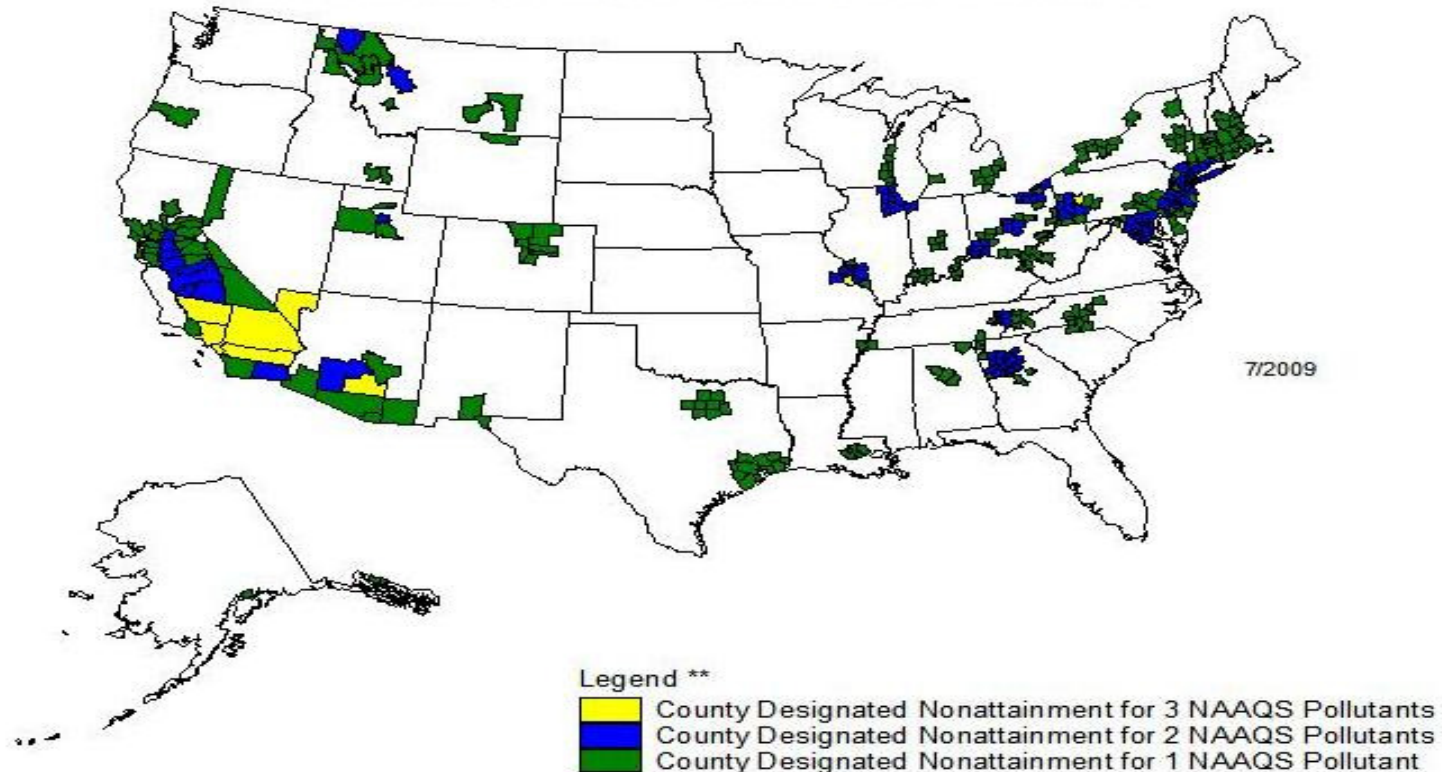 7/2009
Legend **
County Designated Nonattainment for 3 NAAQS Pollutants
County Designated Nonattainment for 2 NAAQS Pollutants
County Designated Nonattainment for 1 NAAQS Pollutant